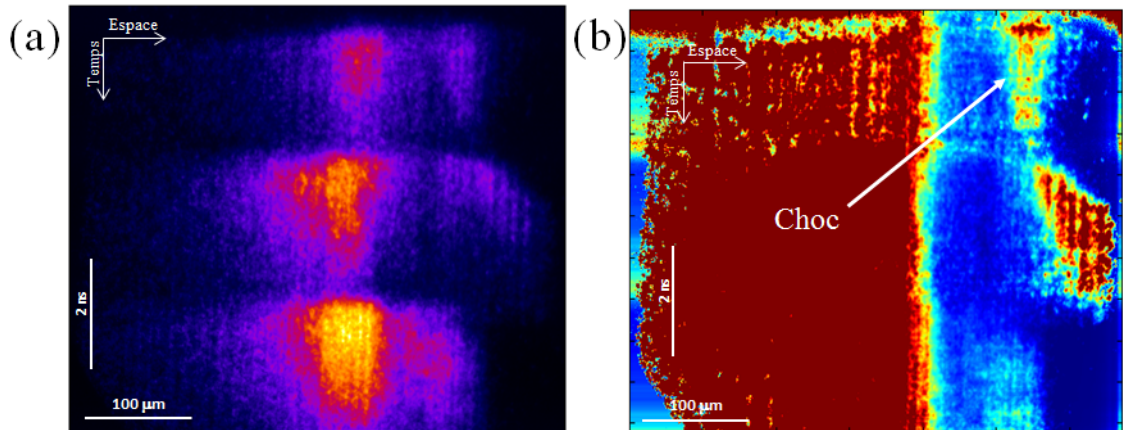 (a)
Espace
Temps
2 ns
100 µm
(b)
Espace
Temps
Choc
2 ns
100 µm